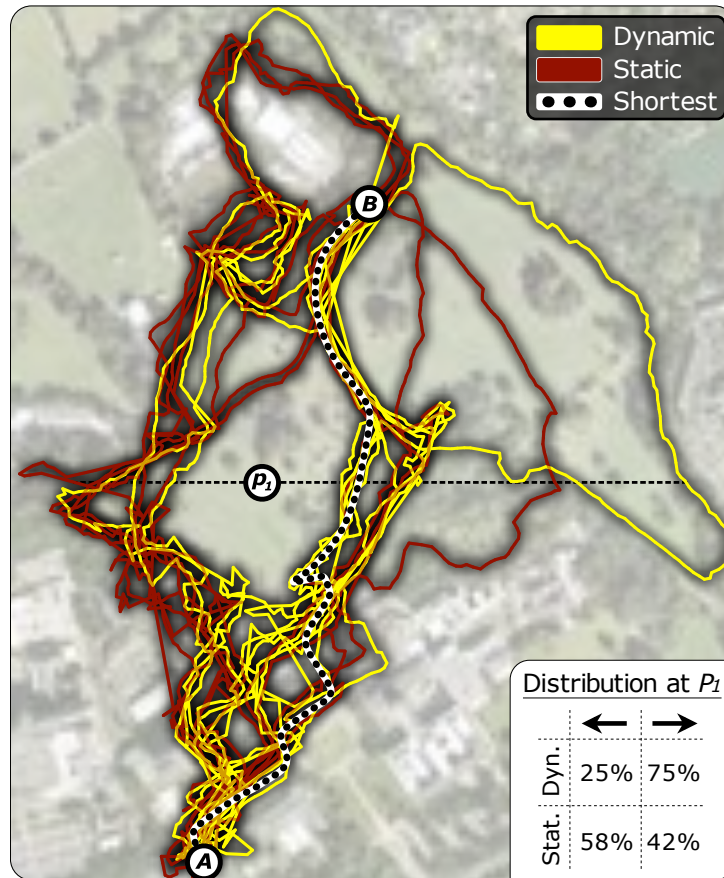 Dynamic
Static
Shortest
B
P1
A
Distribution at P1
← →
Dyn. 25% 75%
Stat. 58% 42%